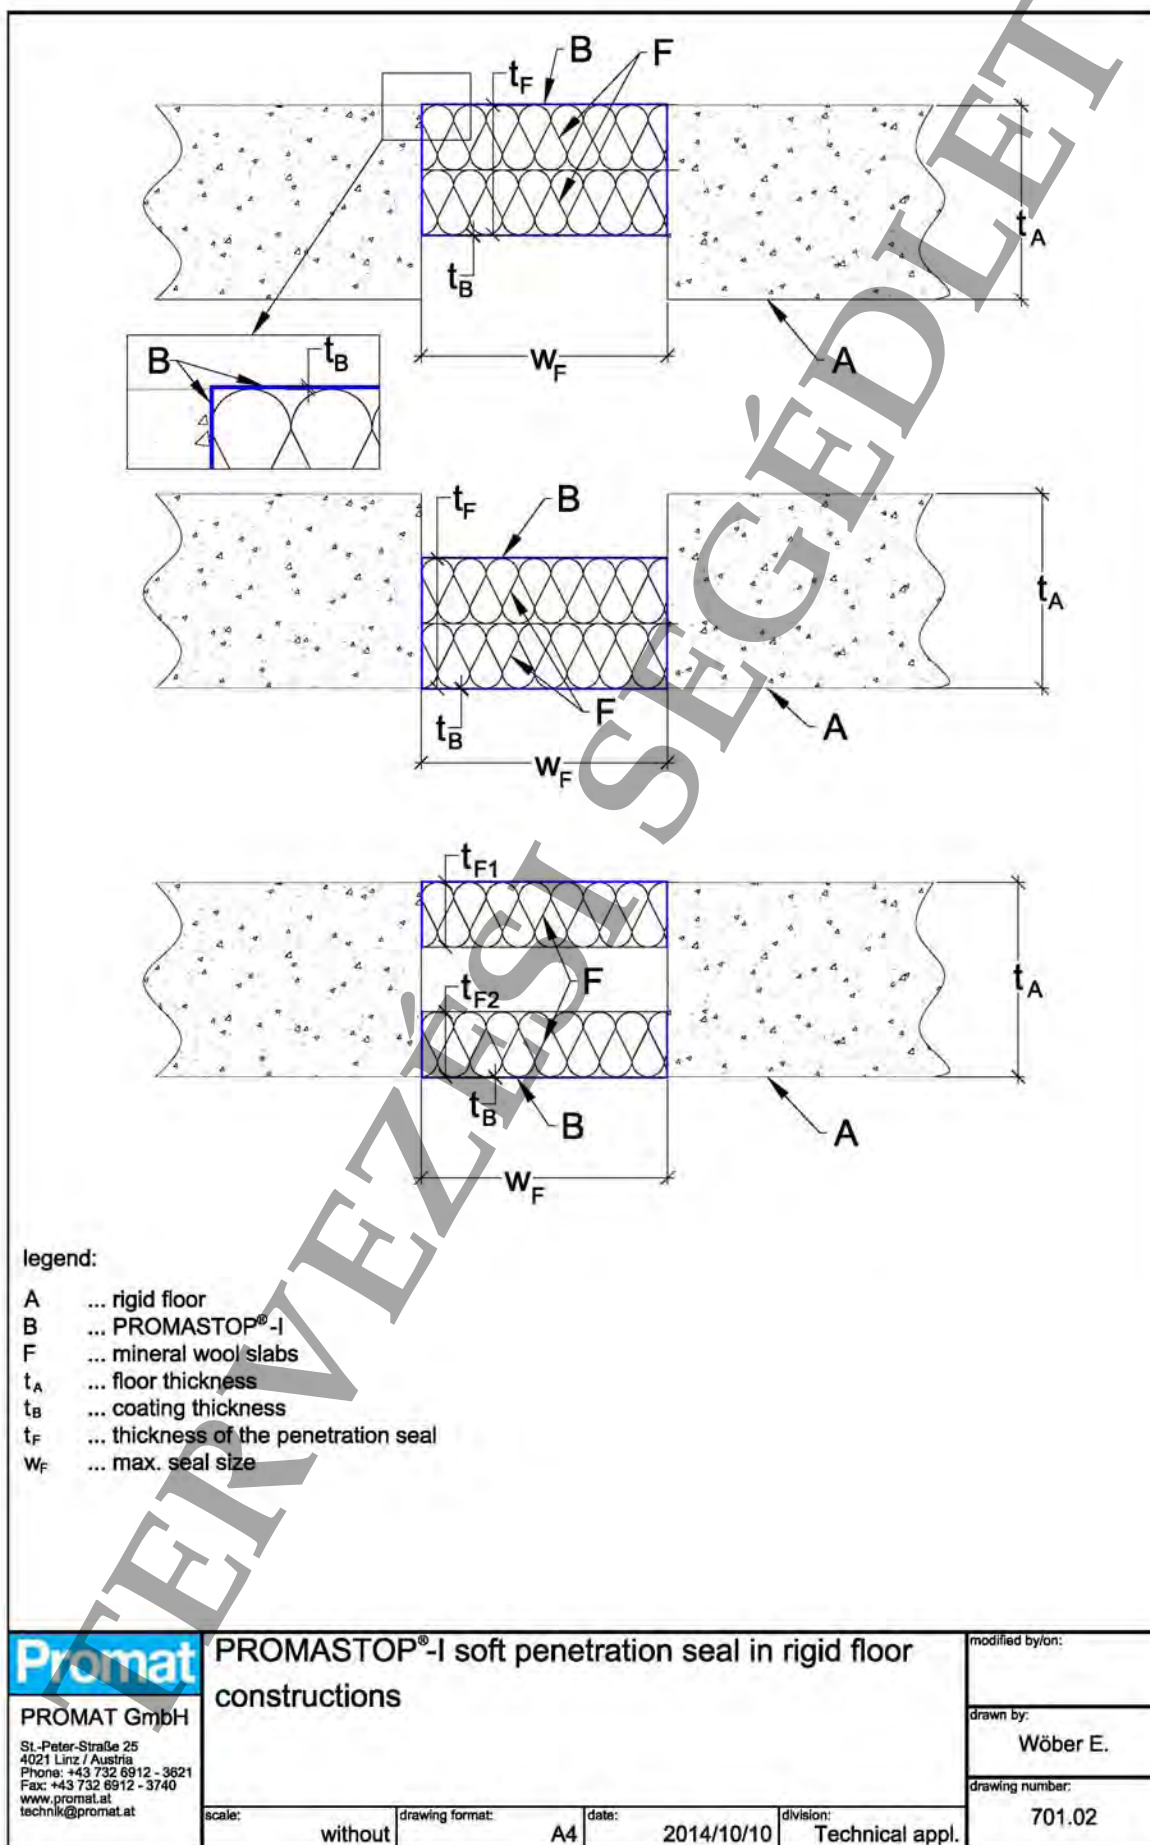 B
F
tF
tB
tA
wF
A
B
tB
tF
B
tA
tB
F
A
wF
tF1
F
tF2
tA
tB
B
A
wF
legend:
A ... rigid floor
B ... PROMASTOP®-I
F ... mineral wool slabs
tA ... floor thickness
tB ... coating thickness
tF ... thickness of the penetration seal
wF ... max. seal size
TERVEZÉSI SEGÉDLET
Promat
PROMAT GmbH
St.-Peter-Straße 25
4021 Linz / Austria
Phone: +43 732 6912 - 3621
Fax: +43 732 6912 - 3740
www.promat.at
technik@promat.at
PROMASTOP®-I soft penetration seal in rigid floor
constructions
scale:
without
drawing format:
A4
date:
2014/10/10
division:
Technical appl.
modified by/on:
drawn by:
Wöber E.
drawing number:
701.02